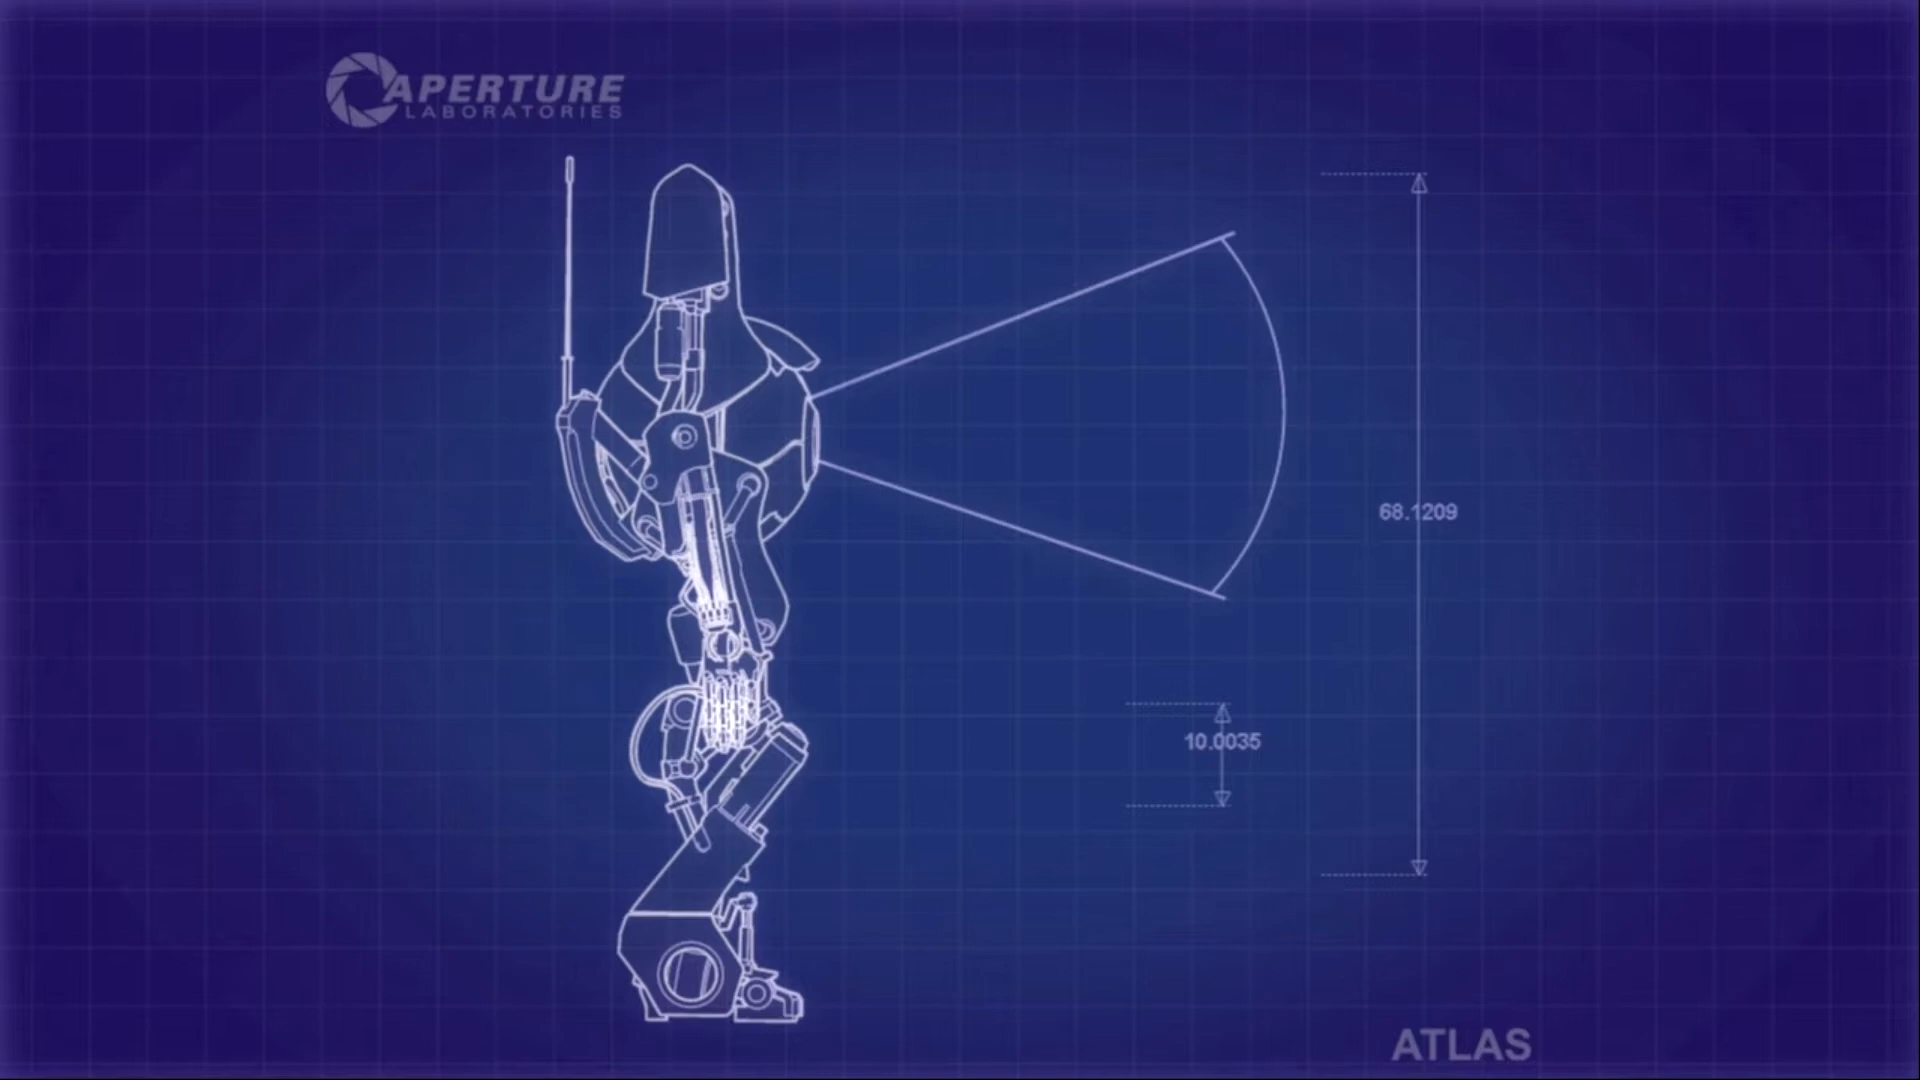 APERTURE
LABORATORIES
68.1209
10.0035
ATLAS